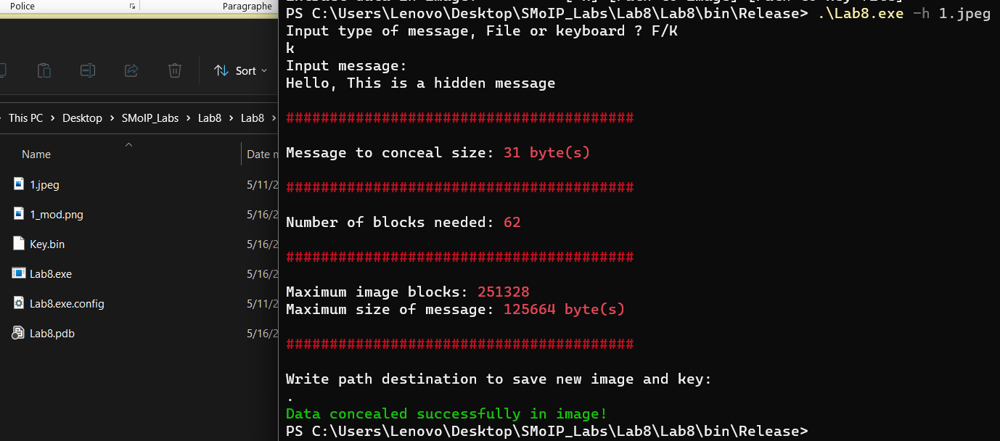 Police
Paragraphe
Sort
This PC > Desktop > SMoIP_Labs > Lab8 > Lab8 >
Name
Date
1.jpeg
5/11/2
1_mod.png
5/16/2
Key.bin
5/16/2
Lab8.exe
5/16/2
Lab8.exe.config
5/11/2
Lab8.pdb
5/16/2
PS C:\Users\Lenovo\Desktop\SMoIP_Labs\Lab8\Lab8\bin\Release> .\Lab8.exe -h 1.jpeg
Input type of message, File or keyboard ? F/K
k
Input message:
Hello, This is a hidden message
########################################
Message to conceal size: 31 byte(s)
########################################
Number of blocks needed: 62
########################################
Maximum image blocks: 251328
Maximum size of message: 125664 byte(s)
########################################
Write path destination to save new image and key:
.
Data concealed successfully in image!
PS C:\Users\Lenovo\Desktop\SMoIP_Labs\Lab8\Lab8\bin\Release>